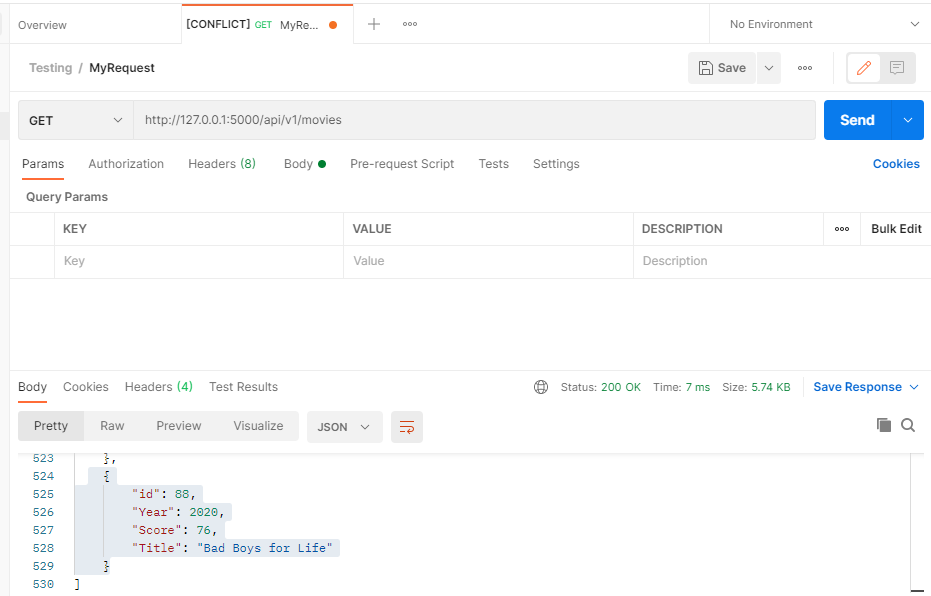 Overview
[CONFLICT] GET MyRe...
No Environment
Testing / MyRequest
Save
GET
http://127.0.0.1:5000/api/v1/movies
Send
Params Authorization Headers (8) Body Pre-request Script Tests Settings Cookies
Query Params
KEY VALUE DESCRIPTION Bulk Edit
Key Value Description
Body Cookies Headers (4) Test Results Status: 200 OK Time: 7 ms Size: 5.74 KB Save Response
Pretty Raw Preview Visualize JSON
523 },
524 {
525 "id": 88,
526 "Year": 2020,
527 "Score": 76,
528 "Title": "Bad Boys for Life"
529 }
530 ]